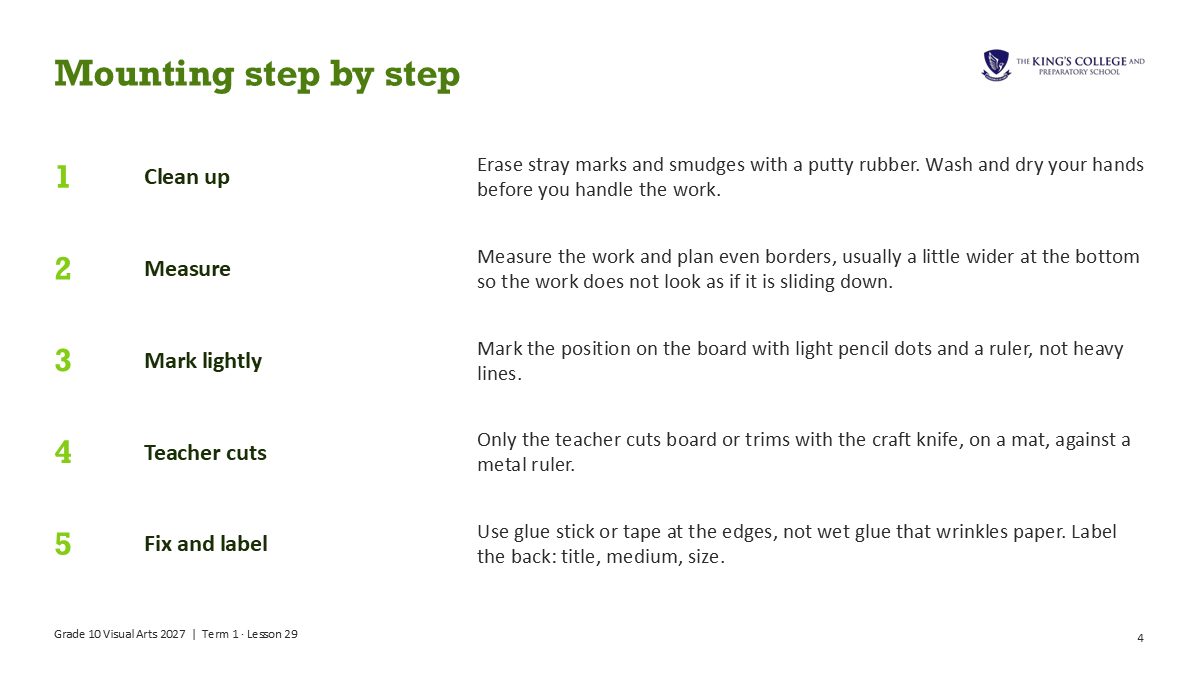 Mounting step by step
THE KING'S COLLEGE AND
PREPARATORY SCHOOL
1
Clean up
Erase stray marks and smudges with a putty rubber. Wash and dry your hands
before you handle the work.
2
Measure
Measure the work and plan even borders, usually a little wider at the bottom
so the work does not look as if it is sliding down.
3
Mark lightly
Mark the position on the board with light pencil dots and a ruler, not heavy
lines.
4
Teacher cuts
Only the teacher cuts board or trims with the craft knife, on a mat, against a
metal ruler.
5
Fix and label
Use glue stick or tape at the edges, not wet glue that wrinkles paper. Label
the back: title, medium, size.
Grade 10 Visual Arts 2027 | Term 1 · Lesson 29
4